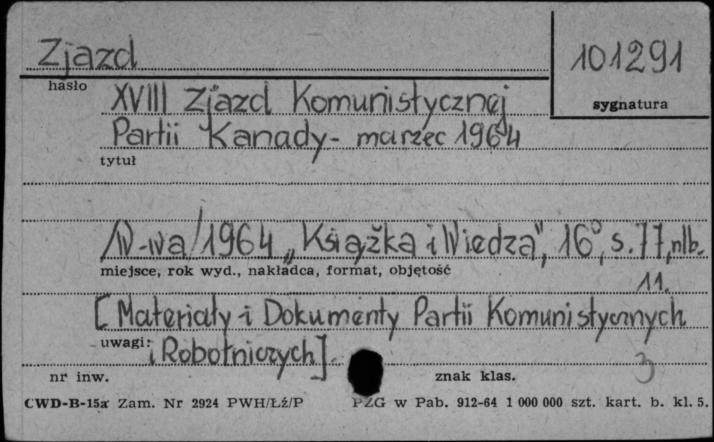 Zjazd
101291
hasło
sygnatura
XVIII Zjazd Komunistycznej
Partii Kanady - marzec 1964
tytuł
/W-wa/ 1964 „Książka i Wiedza", 16°, s. 77, nlb.
miejsce, rok wyd., nakładca, format, objętość
11.
[Materiały i Dokumenty Partii Komunistycznych
uwagi:
i Robotniczych].
3
nr inw.
znak klas.
CWD-B-15a Zam. Nr 2924 PWH/Łź/P
PZG w Pab. 912-64 1 000 000 szt. kart. b. kl. 5.